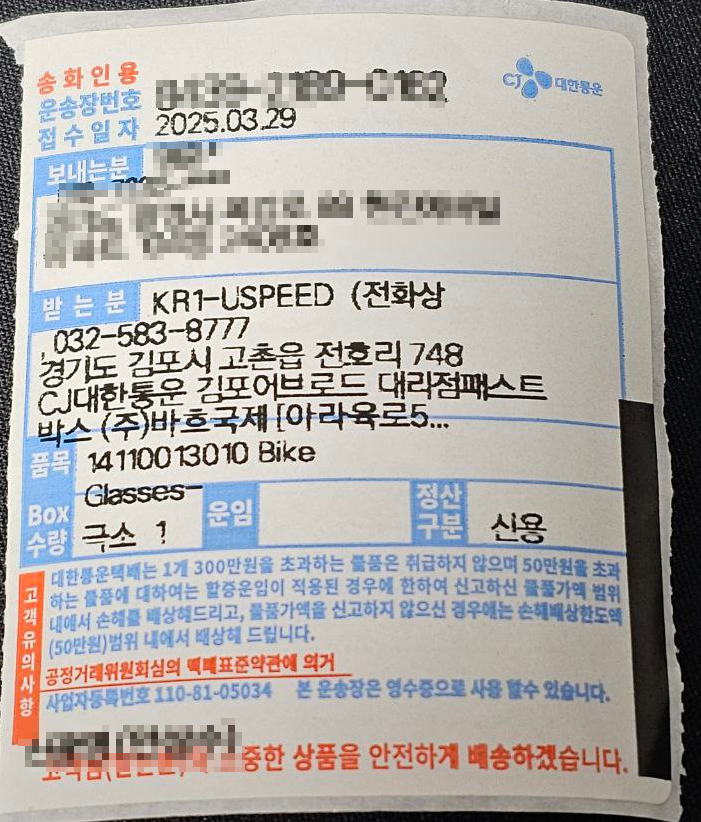 송화인용
CJ 대한통운
운송장번호
접수일자 2025.03.29
보내는분
받는분 KR1-USPEED (전화상
032-583-8777
경기도 김포시 고촌읍 전호리 748
CJ대한통운 김포어브로드 대리점패스트
박스 (주)바흐국제 [아라육로5...
품목 14110013010 Bike
Glasses-
Box 수량 극소 1 운임 정산구분 신용
고객유의사항
대한통운택배는 1개 300만원을 초과하는 물품은 취급하지 않으며 50만원을 초과
하는 물품에 대하여는 할증운임이 적용된 경우에 한하여 신고하신 물품가액 범위
내에서 손해를 배상해드리고, 물품가액을 신고하지 않으신 경우에는 손해배상한도액
(50만원)범위 내에서 배상해 드립니다.
공정거래위원회심의 택배표준약관에 의거
사업자등록번호 110-81-05034 본 운송장은 영수증으로 사용 할수 있습니다.
중한 상품을 안전하게 배송하겠습니다.